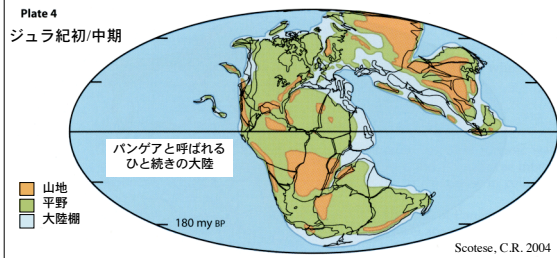 Plate 4
ジュラ紀初/中期
パンゲアと呼ばれる
ひと続きの大陸
山地
平野
大陸棚
180 my BP
Scotese, C.R. 2004